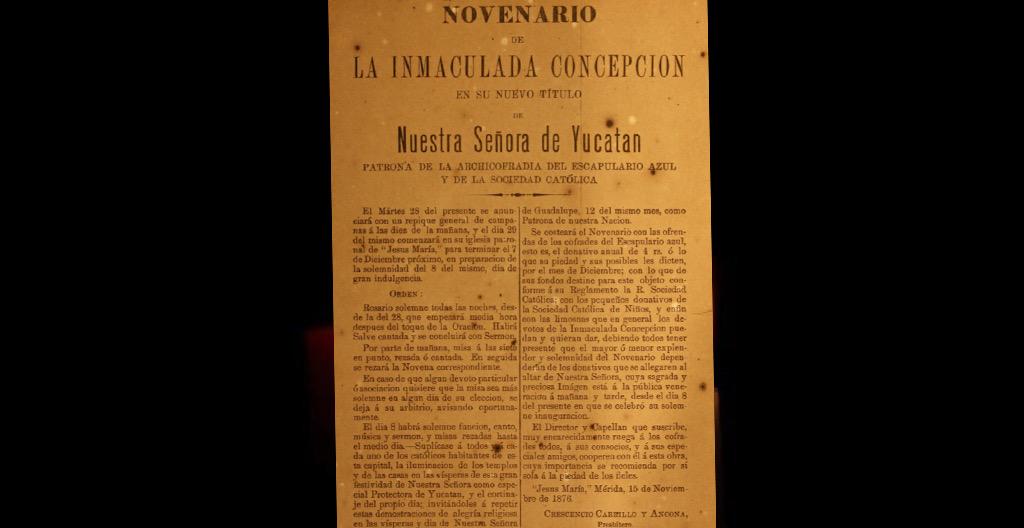 NOVENARIO
DE
LA INMACULADA CONCEPCION
EN SU NUEVO TÍTULO
DE
Nuestra Señora de Yucatan
PATRONA DE LA ARCHICOFRADIA DEL ESCAPULARIO AZUL
Y DE LA SOCIEDAD CATÓLICA
El Mártes 28 del presente se anun-
ciará con un repique general de campa-
nas á las diez de la mañana, y el dia 29
del mismo comenzará en su iglesia patro-
nal de "Jesus María," para terminar el 7
de Diciembre próximo, en preparacion de
la solemnidad del 8 del mismo, dia de
gran indulgencia.
ORDEN:
Rosario solemne todas las noches, des-
de la del 28, que empezará media hora
despues del toque de la Oracion. Habrá
Salve cantada y se concluirá con Sermon.
Por parte de mañana, misa á las siete
en punto, rezada ó cantada. En seguida
se rezará la Novena correspondiente.
En caso de que algun devoto particular
ó asociacion quisiere que la misa sea más
solemne en algun dia de su eleccion, se
deja á su arbitrio, avisando oportuna-
mente.
El dia 8 habrá solemne funcion, canto,
música y sermon, y misas rezadas hasta
el medio dia.—Suplícase á todos y á ca-
da uno de los católicos habitantes de es-
ta capital, la iluminacion de los templos
y de las casas en las vísperas de esta gran
festividad de Nuestra Señora como espe-
cial Protectora de Yucatan, y el cortina-
je del propio dia; invitándoles á repetir
estas demostraciones de alegría religiosa
en las vísperas y dia de Nuestra Señora
de Guadalupe, 12 del mismo mes, como
Patrona de nuestra Nacion.
Se costeará el Novenario con las ofren-
das de los cofrades del Escapulario azul,
esto es, el donativo anual de 4 rs. ó lo
que su piedad y sus posibles les dicten,
por el mes de Diciembre; con lo que de
sus fondos destine para este objeto con-
forme á su Reglamento la R. Sociedad
Católica; con los pequeños donativos de
la Sociedad Católica de Niños, y enfin
con las limosnas que en general los de-
votos de la Inmaculada Concepcion pue-
dan y quieran dar, debiendo todos tener
presente que el mayor ó menor explen-
dor y solemnidad del Novenario depen-
derán de los donativos que se allegaren al
altar de Nuestra Señora, cuya sagrada y
preciosa Imágen está á la pública vene-
racion á mañana y tarde, desde el dia 8
del presente en que se celebró su solem-
ne inauguracion.
El Director y Capellan que suscribe,
muy encarecidamente ruega á los cofra-
des todos, á sus consocios, y á sus espe-
ciales amigos, cooperen con él á esta obra,
cuya importancia se recomienda por si
sola á la piedad de los fieles.
"Jesus María," Mérida, 15 de Noviem-
bre de 1876.
CRESCENCIO CARRILLO Y ANCONA,
Presbítero.